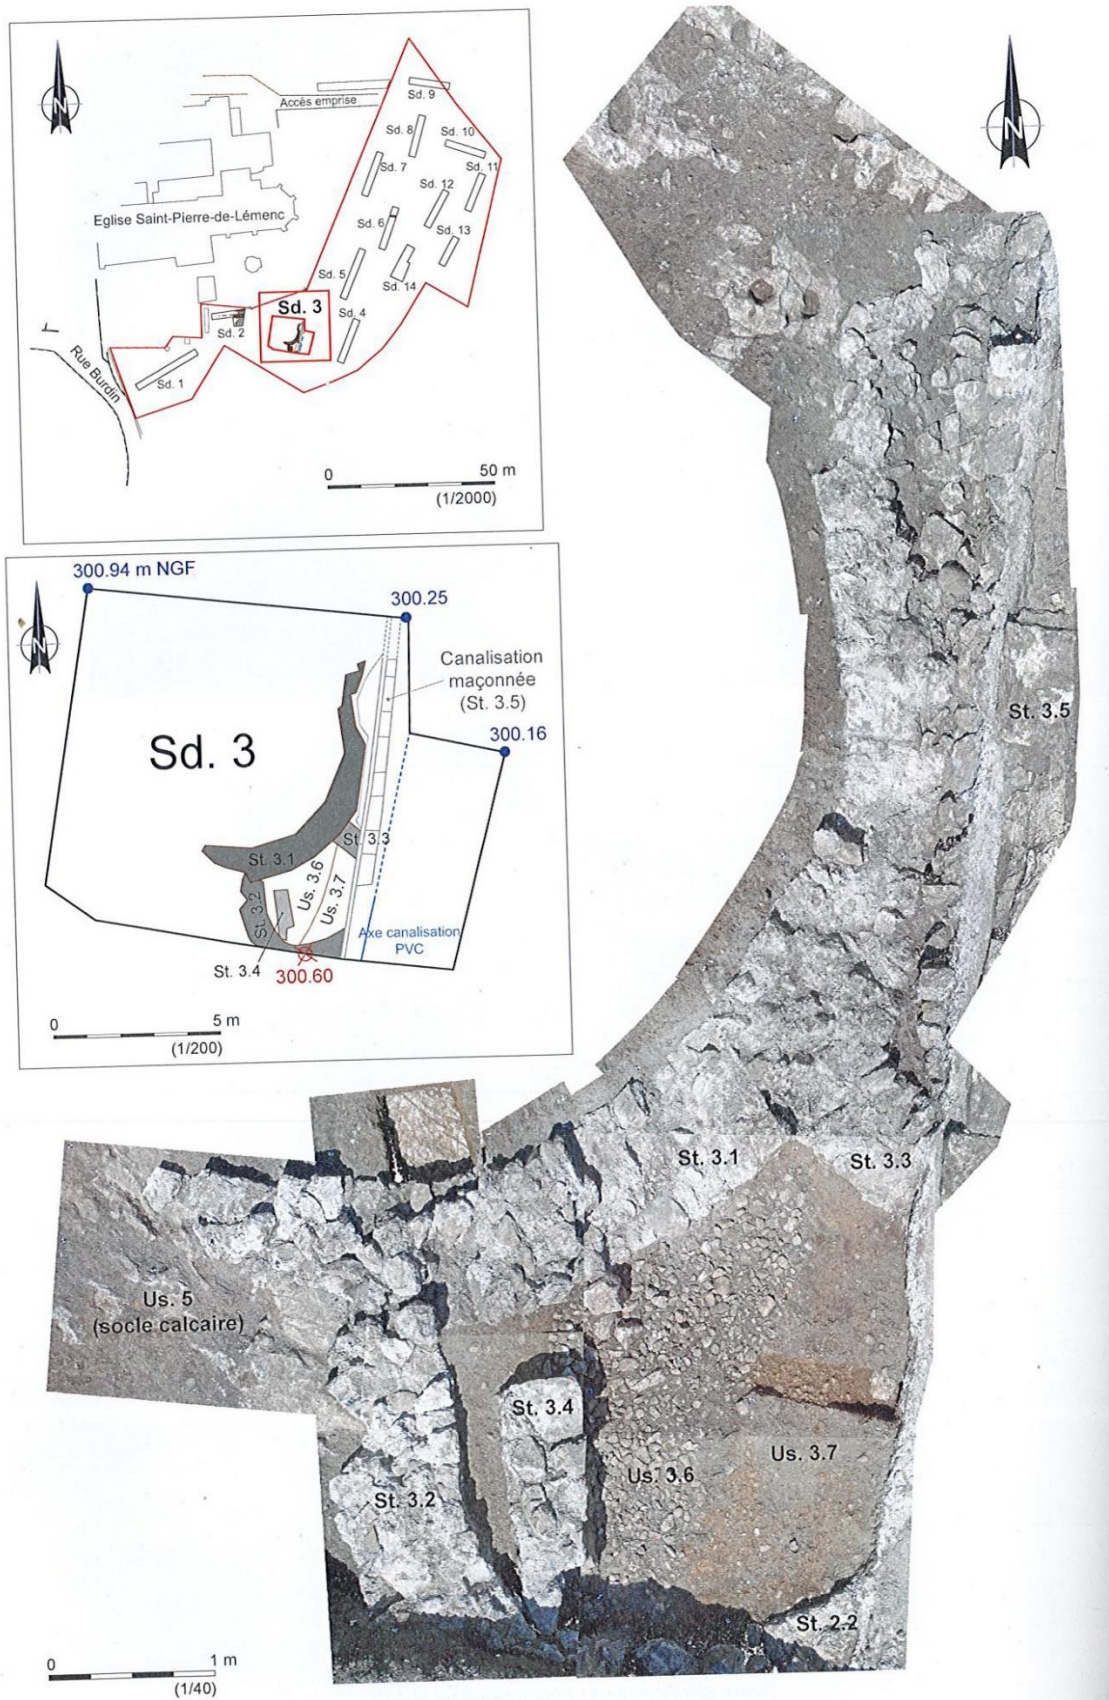 N
Accès emprise
Sd. 9
Sd. 8
Sd. 10
Sd. 7
Sd. 11
Sd. 12
Eglise Saint-Pierre-de-Lémenc
Sd. 6
Sd. 13
Sd. 5
Sd. 14
Sd. 3
Sd. 2
Sd. 4
Rue Burdin
Sd. 1
0 50 m
(1/2000)
N
300.94 m NGF
300.25
N
Canalisation
maçonnée
(St. 3.5)
300.16
Sd. 3
St. 3.3
St. 3.1
Us. 3.6
Us. 3.7
St. 3.2
Axe canalisation
PVC
St. 3.4
300.60
0 5 m
(1/200)
St. 3.5
St. 3.1
St. 3.3
Us. 5
(socle calcaire)
St. 3.4
Us. 3.7
Us. 3.6
St. 3.2
St. 2.2
0 1 m
(1/40)